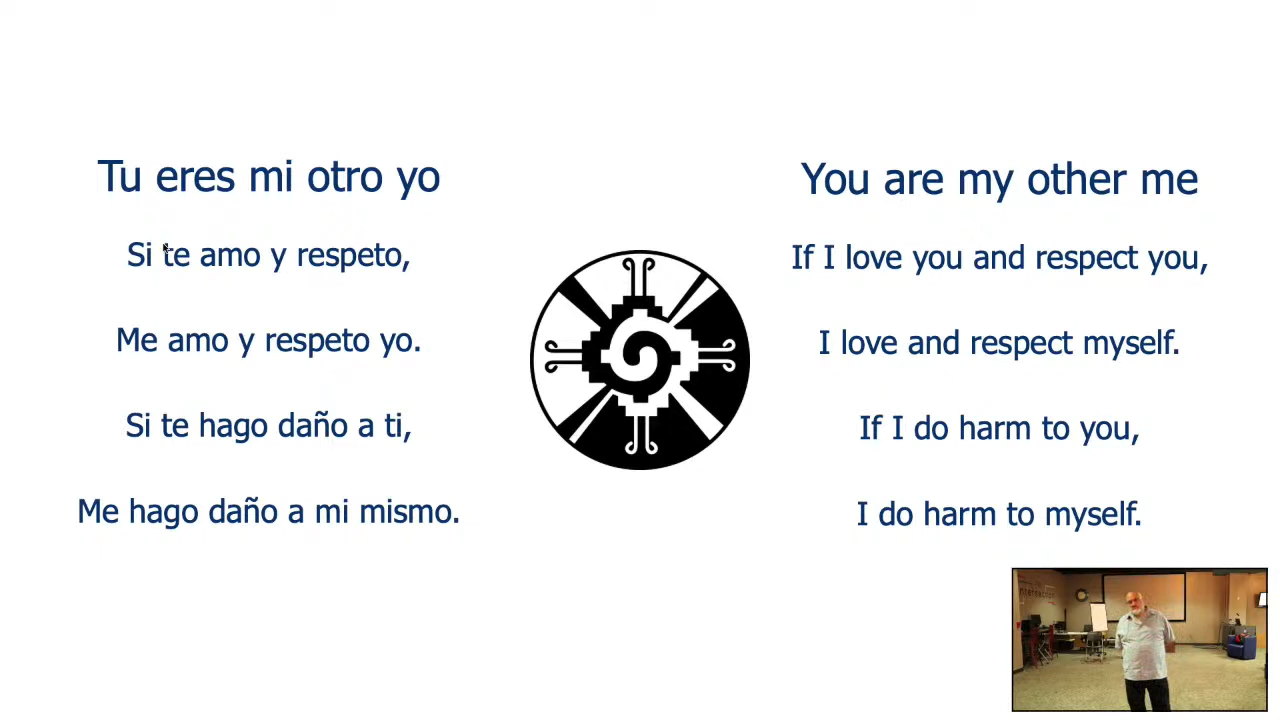 Tu eres mi otro yo
Si te amo y respeto,
Me amo y respeto yo.
Si te hago daño a ti,
Me hago daño a mi mismo.
You are my other me
If I love you and respect you,
I love and respect myself.
If I do harm to you,
I do harm to myself.